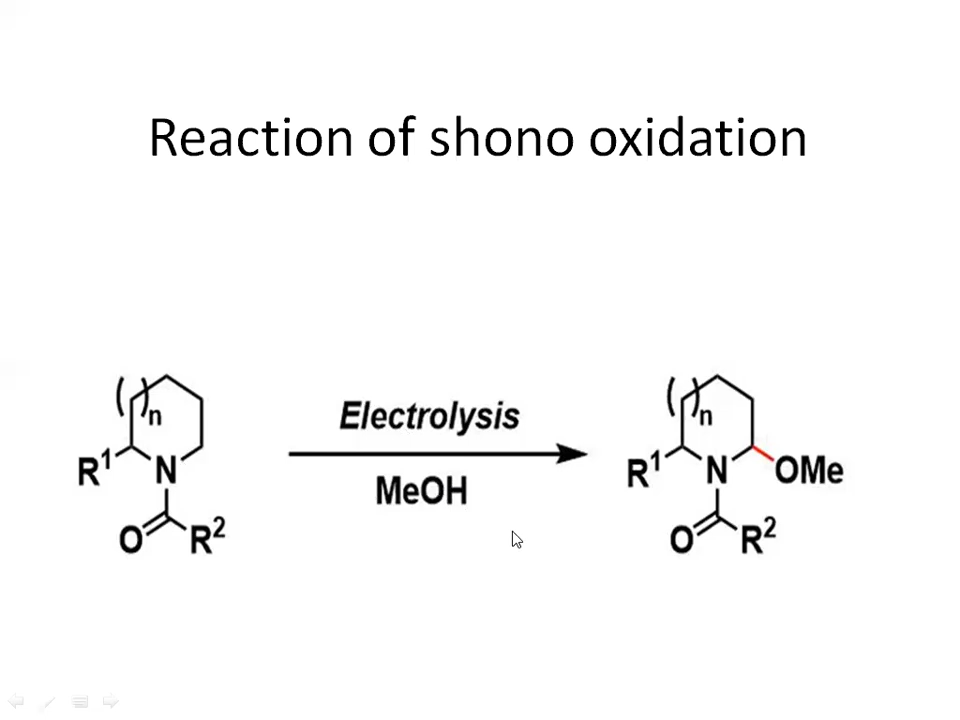 Reaction of shono oxidation
( )n
R¹
N
O
R²
Electrolysis
MeOH
( )n
R¹
N
OMe
O
R²